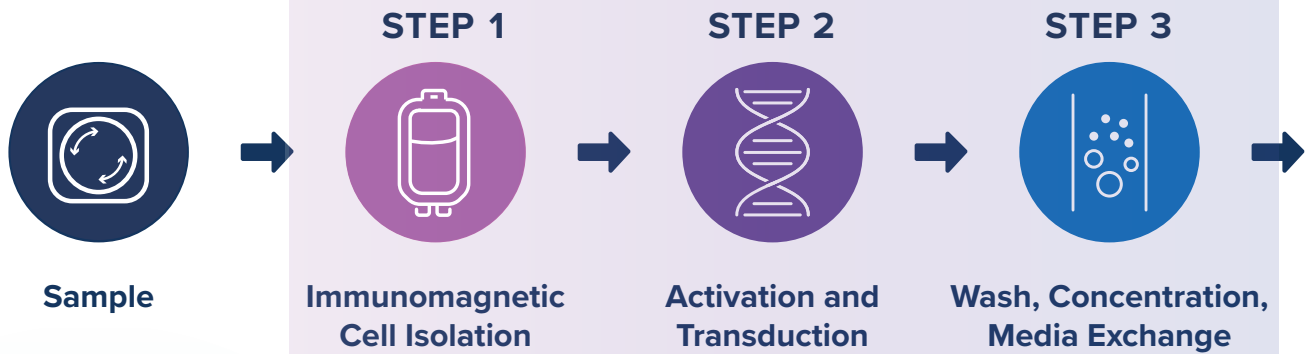 STEP 1
STEP 2
STEP 3
Sample
Immunomagnetic
Cell Isolation
Activation and
Transduction
Wash, Concentration,
Media Exchange